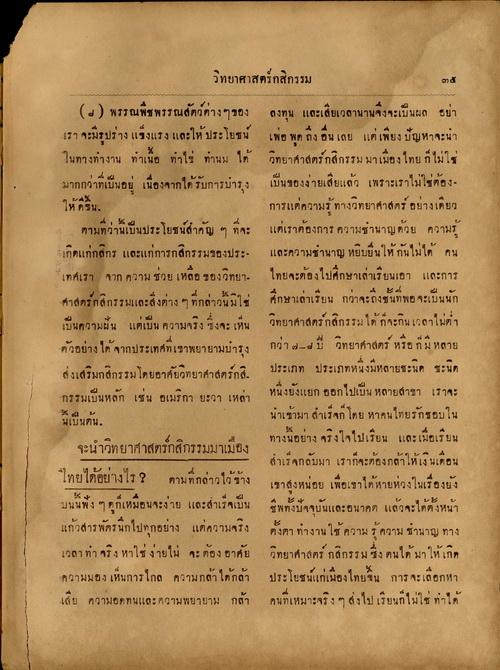 วิทยาศาสตร์กสิกรรม
๓๕
(๘) พรรณพืชพรรณสัตว์ต่างๆของ
เรา จะมีรูปร่าง แข็งแรง และให้ ประโยชน์
ในทางทำงาน ทำเนื้อ ทำไข่ ทำนม ได้
มากกว่าที่เป็นอยู่ เนื่องจากได้รับการบำรุง
ให้ดีขึ้น.
ตามที่ว่านี้เป็นประโยชน์สำคัญ ๆ ที่จะ
เกิดแก่กสิกร และแก่การกสิกรรมของประ-
เทศเรา จาก ความ ช่วย เหลือ ของวิทยา-
ศาสตร์กสิกรรมและสิ่งต่าง ๆ ที่กล่าวนี้มิใช่
เป็นความฝัน แต่เป็น ความจริง ซึ่งจะ เห็น
ตัวอย่าง ได้ จากประเทศที่เขาพยายามบำรุง
ส่งเสริมกสิกรรมโดยอาศัยวิทยาศาสตร์กสิ-
กรรมเป็นหลัก เช่น อเมริกา ยะวา เหล่า
นี้เป็นต้น.
จะนำวิทยาศาสตร์กสิกรรมมาเมือง
ไทยได้อย่างไร? ตามที่กล่าวไว้ข้าง
บนนี้ฟัง ๆ ดูก็เหมือนจะง่าย และสำเร็จเป็น
แก้วสารพัตรนึกไปทุกอย่าง แต่ความจริง
เวลา ทำ จริง หาใช่ ง่ายไม่ จะต้อง อาศัย
ความมอง เห็นการไกล ความกล้าได้กล้า
เสีย ความอดทนและความพยายาม กล้า
ลงทุน และเสียเวลานานจึงจะเป็นผล อย่า
เพ่อ พูด ถึง อื่น เลย แต่ เพียง ปัญหาจะนำ
วิทยาศาสตร์ กสิกรรม มาเมือง ไทย ก็ไม่ใช่
เป็นของง่ายเสียแล้ว เพราะเราไม่ใช่ต้อง-
การแต่ความรู้ ทางวิทยาศาสตร์ อย่างเดียว
แต่เราต้องการ ความชำนาญด้วย ความรู้
และความชำนาญ หยิบยื่นให้ กันไม่ได้ คน
ไทยจะต้องไปศึกษาเล่าเรียนเอา และการ
ศึกษาเล่าเรียน กว่าจะถึงชั้นที่พอ จะเป็นนัก
วิทยาศาสตร์กสิกรรม ได้ ก็จะกินเวลาไม่ต่ำ
กว่า ๗–๘ ปี วิทยาศาสตร์ หรือ ก็ มี หลาย
ประเภท ประเภทหนึ่งมีหลายชะนิด ชะนิด
หนึ่งยังแยก ออกไปเป็น หลายสาขา เราจะ
นำเข้ามา สำเร็จก็โดย หาคนไทยรักชอบใน
ทางนี้อย่าง จริงใจไปเรียน และเมื่อเรียน
สำเร็จกลับมา เราก็จะต้องกล้าให้เงินเดือน
เขาสูงหน่อย เพื่อเขาได้หายห่วงในเรื่องยัง
ชีพทั้งปัจจุบันและอนาคต แล้วจะได้ตั้งหน้า
ตั้งตา ทำงานใช้ ความ รู้ ความ ชำนาญ ทาง
วิทยาศาสตร์ กสิกรรม ซึ่ง ตนได้ มา ให้ เกิด
ประโยชน์แก่เมืองไทยขึ้น การจะเลือกหา
คนที่เหมาะจริง ๆ ส่งไป เรียนก็ไม่ใช่ ทำได้